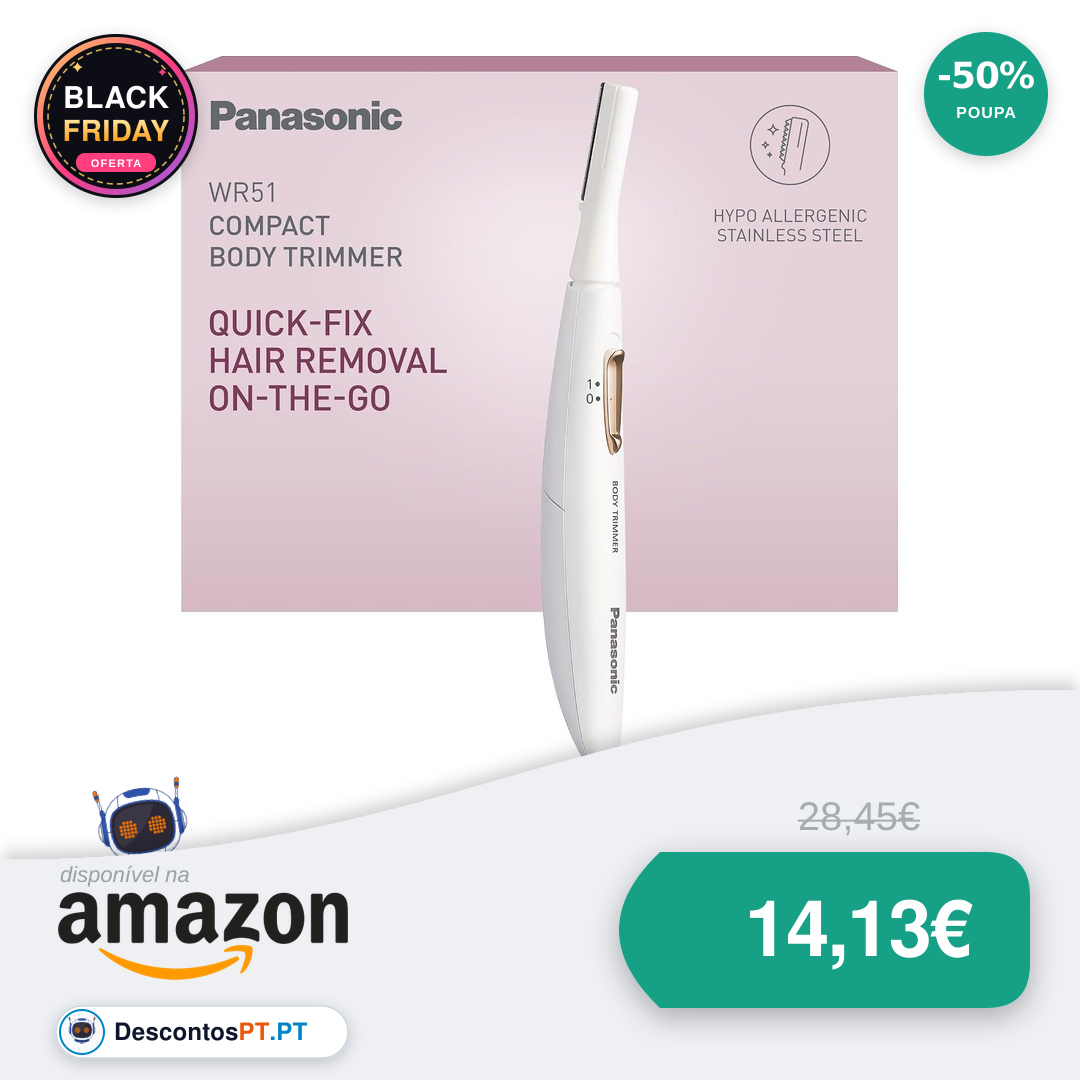 BLACK
FRIDAY
OFERTA
-50%
POUPA
Panasonic
WR51
COMPACT
BODY TRIMMER
QUICK-FIX
HAIR REMOVAL
ON-THE-GO
HYPO ALLERGENIC
STAINLESS STEEL
1
0
BODY TRIMMER
Panasonic
28,45€
14,13€
disponível na
amazon
DescontosPT.PT